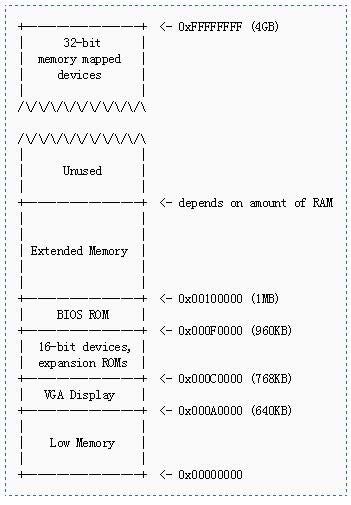 <- 0xFFFFFFFF (4GB)
32-bit
memory mapped
devices
/\/\/\/\/\/\/\/\/\/\
/\/\/\/\/\/\/\/\/\/\
Unused
<- depends on amount of RAM
Extended Memory
<- 0x00100000 (1MB)
BIOS ROM
<- 0x000F0000 (960KB)
16-bit devices,
expansion ROMs
<- 0x000C0000 (768KB)
VGA Display
<- 0x000A0000 (640KB)
Low Memory
<- 0x00000000